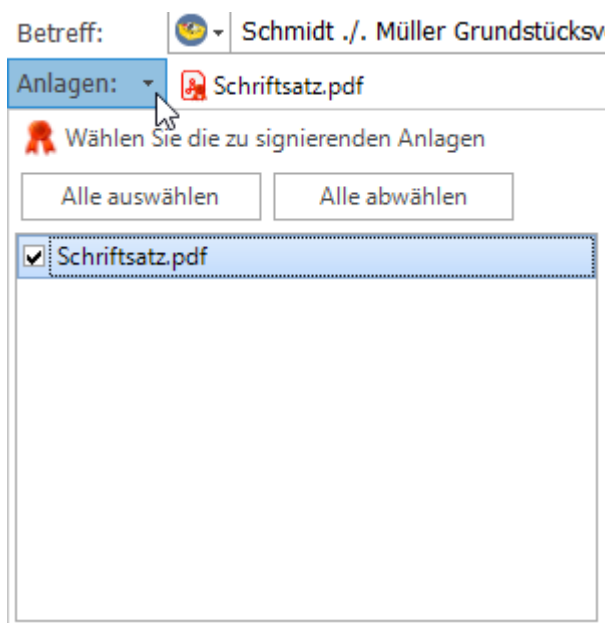 Betreff: Schmidt ./. Müller Grundstücksv
Anlagen: Schriftsatz.pdf
Wählen Sie die zu signierenden Anlagen
Alle auswählen Alle abwählen
Schriftsatz.pdf